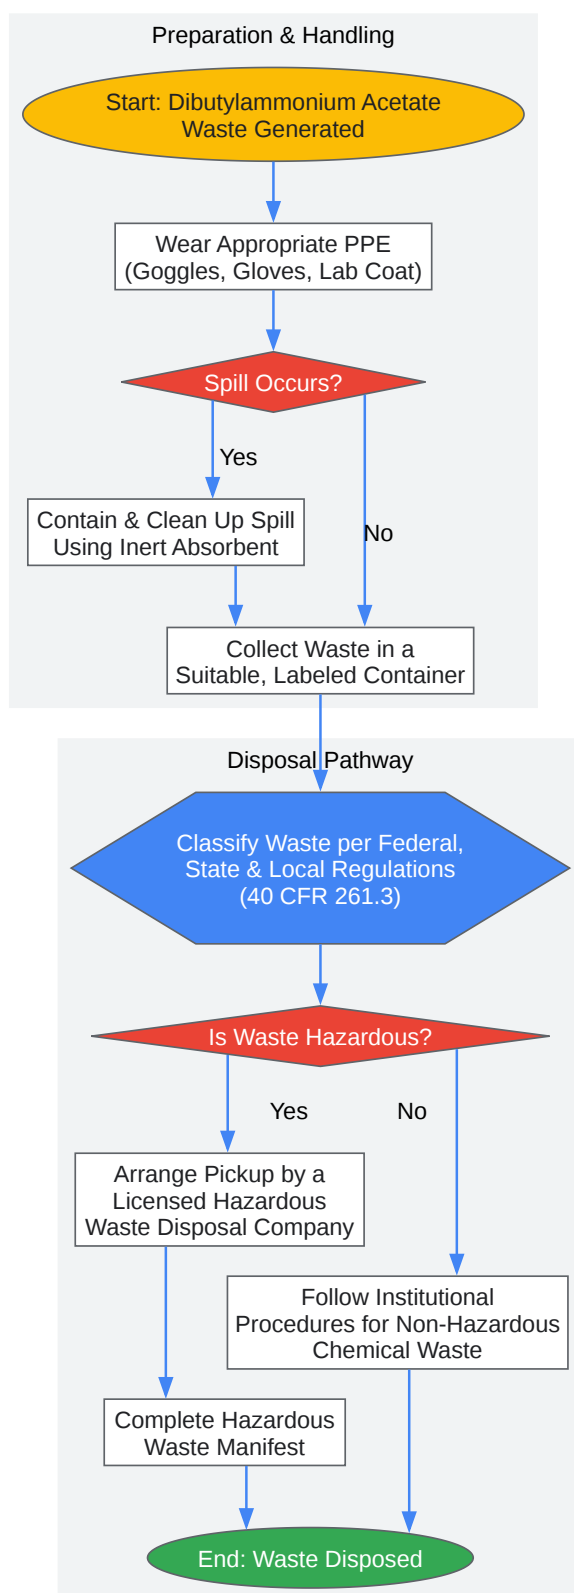 Preparation & Handling
Start: Dibutylammonium Acetate
Waste Generated
Wear Appropriate PPE
(Goggles, Gloves, Lab Coat)
Spill Occurs?
Yes
Contain & Clean Up Spill
Using Inert Absorbent
No
Collect Waste in a
Suitable, Labeled Container
Disposal Pathway
Classify Waste per Federal,
State & Local Regulations
(40 CFR 261.3)
Is Waste Hazardous?
Yes
No
Arrange Pickup by a
Licensed Hazardous
Waste Disposal Company
Follow Institutional
Procedures for Non-Hazardous
Chemical Waste
Complete Hazardous
Waste Manifest
End: Waste Disposed